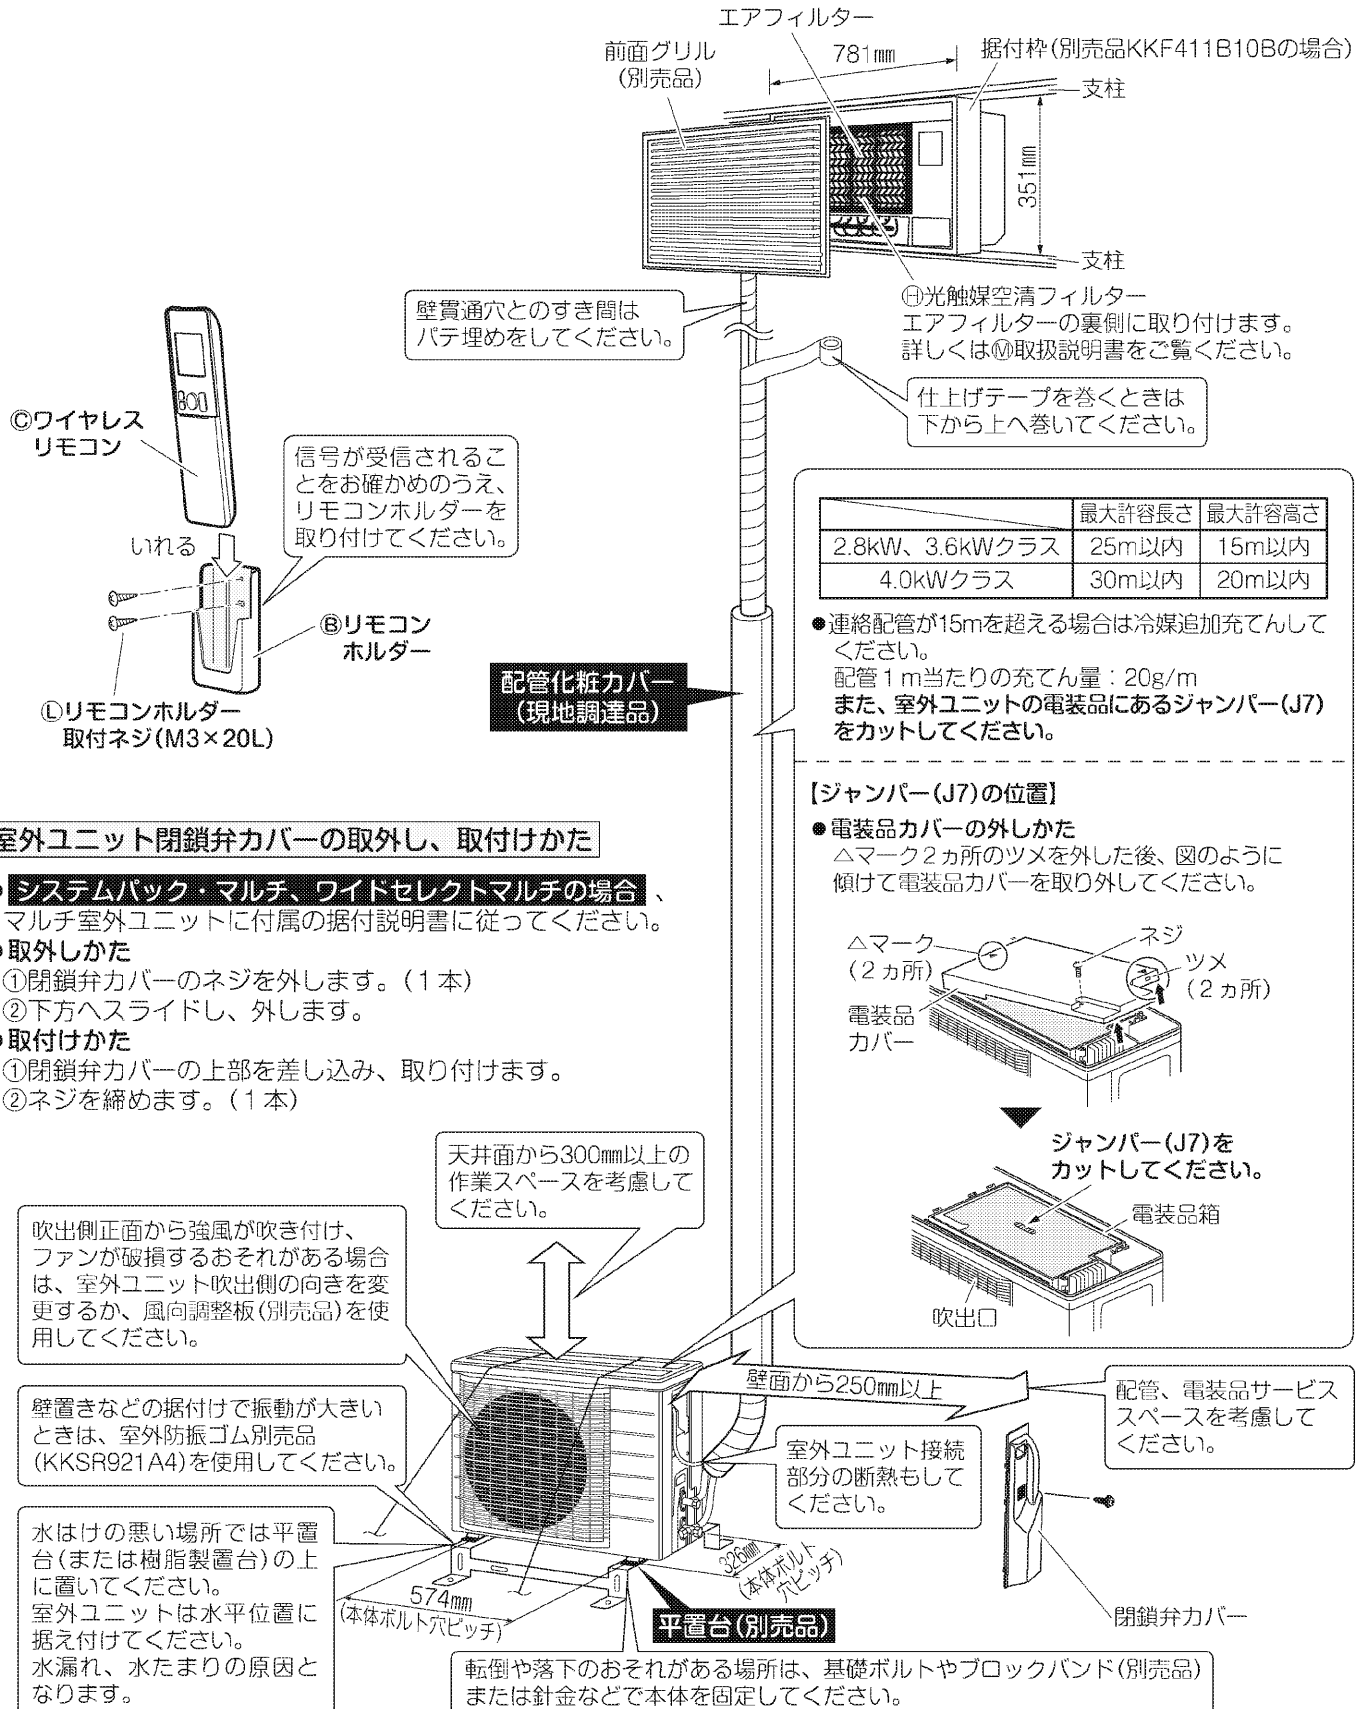 エアフィルター
前面グリル
(別売品)
781㎜
据付枠(別売品KKF411B10Bの場合)
支柱
351㎜
支柱
Ⓗ光触媒空清フィルター
エアフィルターの裏側に取り付けます。
詳しくはⓂ取扱説明書をご覧ください。
壁貫通穴とのすき間は
パテ埋めをしてください。
仕上げテープを巻くときは
下から上へ巻いてください。
Ⓒワイヤレス
リモコン
信号が受信されるこ
とをお確かめのうえ、
リモコンホルダーを
取り付けてください。
いれる
Ⓑリモコン
ホルダー
Ⓛリモコンホルダー
取付ネジ(M3×20L)
配管化粧カバー
(現地調達品)
最大許容長さ 最大許容高さ
2.8kW、3.6kWクラス 25m以内 15m以内
4.0kWクラス 30m以内 20m以内
●連絡配管が15mを超える場合は冷媒追加充てんして
ください。
配管1m当たりの充てん量：20g/m
また、室外ユニットの電装品にあるジャンパー(J7)
をカットしてください。
【ジャンパー(J7)の位置】
●電装品カバーの外しかた
△マーク2ヵ所のツメを外した後、図のように
傾けて電装品カバーを取り外してください。
△マーク
(2ヵ所)
ネジ
ツメ
(2ヵ所)
電装品
カバー
ジャンパー(J7)を
カットしてください。
電装品箱
吹出口
室外ユニット閉鎖弁カバーの取外し、取付けかた
●システムパック・マルチ、ワイドセレクトマルチの場合、
マルチ室外ユニットに付属の据付説明書に従ってください。
●取外しかた
①閉鎖弁カバーのネジを外します。(1本)
②下方へスライドし、外します。
●取付けかた
①閉鎖弁カバーの上部を差し込み、取り付けます。
②ネジを締めます。(1本)
天井面から300㎜以上の
作業スペースを考慮して
ください。
吹出側正面から強風が吹き付け、
ファンが破損するおそれがある場合
は、室外ユニット吹出側の向きを変
更するか、風向調整板(別売品)を使
用してください。
壁置きなどの据付けで振動が大きい
ときは、室外防振ゴム別売品
(KKSR921A4)を使用してください。
水はけの悪い場所では平置
台(または樹脂製置台)の上
に置いてください。
室外ユニットは水平位置に
据え付けてください。
水漏れ、水たまりの原因と
なります。
壁面から250㎜以上
配管、電装品サービス
スペースを考慮して
ください。
室外ユニット接続
部分の断熱もして
ください。
574㎜
(本体ボルト穴ピッチ)
326㎜
(本体ボルト
穴ピッチ)
平置台(別売品)
閉鎖弁カバー
転倒や落下のおそれがある場所は、基礎ボルトやブロックバンド(別売品)
または針金などで本体を固定してください。